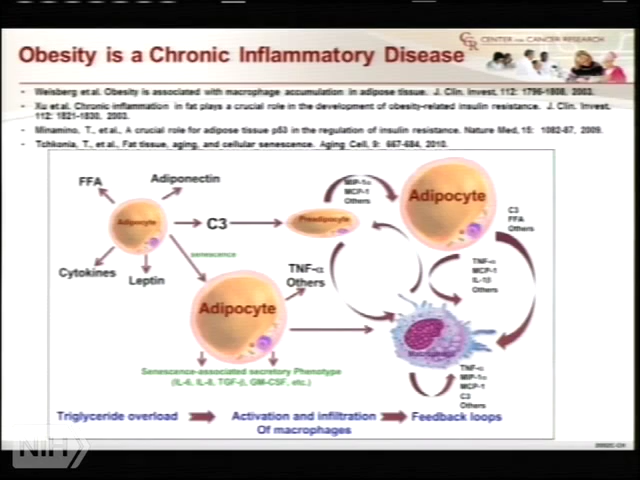 Obesity is a Chronic Inflammatory Disease
CCR CENTER FOR CANCER RESEARCH
• Weisberg et.al. Obesity is associated with macrophage accumulation in adipose tissue. J. Clin. Invest, 112: 1796-1808, 2003.
• Xu et.al. Chronic inflammation in fat plays a crucial role in the development of obesity-related insulin resistance. J. Clin. Invest,
112: 1821-1830, 2003.
• Minamino, T., et.al., A crucial role for adipose tissue p53 in the regulation of insulin resistance. Nature Med, 15: 1082-87, 2009.
• Tchkonia, T., et.al., Fat tissue, aging, and cellular senescence. Aging Cell, 9: 667-684, 2010.
FFA
Adiponectin
Adipocyte
C3
Preadipocyte
MIP-1α
MCP-1
Others
Adipocyte
C3
FFA
Others
Cytokines
Leptin
senescence
Adipocyte
TNF-α
Others
TNF-α
MCP-1
IL-1β
Others
Macrophage
TNF-α
MIP-1α
MCP-1
C3
Others
Senescence-associated secretory Phenotype
(IL-6, IL-8, TGF-β, GM-CSF, etc.)
Triglyceride overload
Activation and infiltration
Of macrophages
Feedback loops
NIH